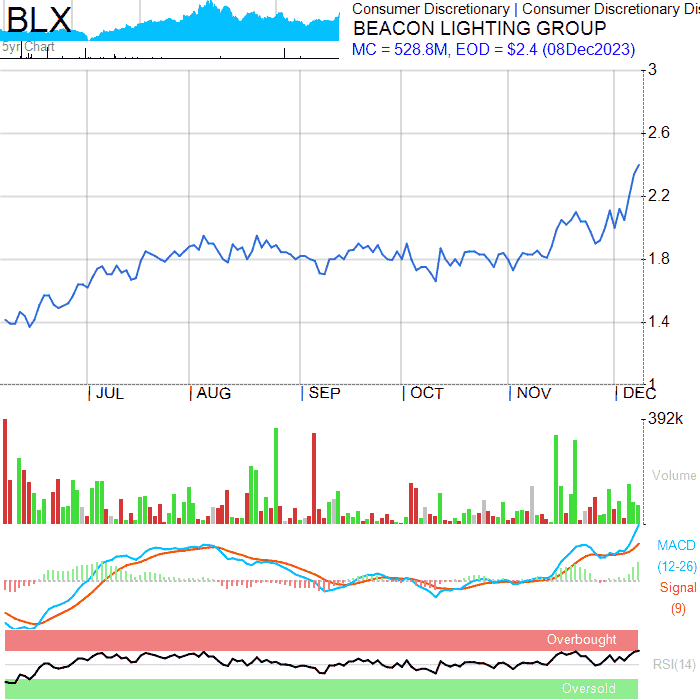 BLX
5yr Chart
Consumer Discretionary | Consumer Discretionary Dis
BEACON LIGHTING GROUP
MC = 528.8M, EOD = $2.4 (08Dec2023)
3
2.6
2.2
1.8
1.4
1
JUL
AUG
SEP
OCT
NOV
DEC
392k
Volume
MACD
(12-26)
Signal
(9)
Overbought
RSI(14)
Oversold